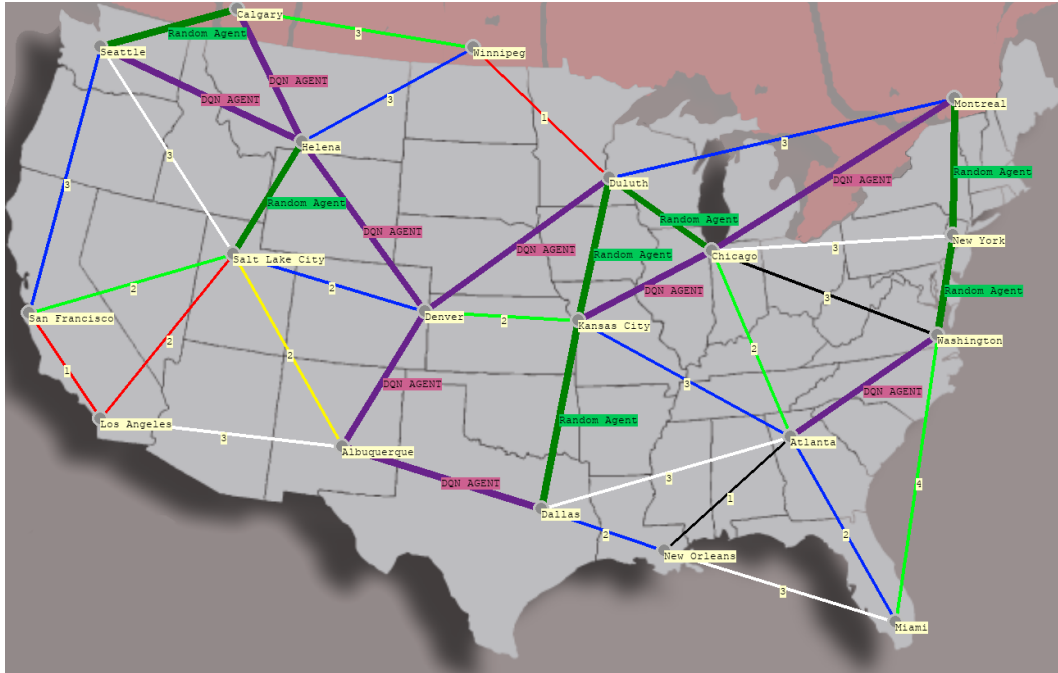 Calgary
Random Agent
3
Seattle
Winnipeg
DQN AGENT
DQN AGENT
3
Montreal
1
3
Helena
3
DQN AGENT
Random Agent
Duluth
3
Random Agent
Random Agent
DQN AGENT
DQN AGENT
New York
3
Random Agent
Chicago
Salt Lake City
2
2
DQN AGENT
Random Agent
3
San Francisco
Denver
2
Kansas City
Washington
2
2
2
1
DQN AGENT
3
DQN AGENT
Random Agent
Los Angeles
3
Albuquerque
Atlanta
3
DQN AGENT
4
1
Dallas
2
2
New Orleans
3
Miami